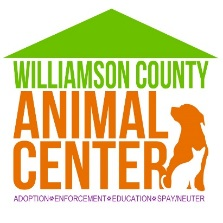 WILLIAMSON COUNTY
ANIMAL
CENTER
ADOPTION•ENFORCEMENT•EDUCATION•SPAY/NEUTER